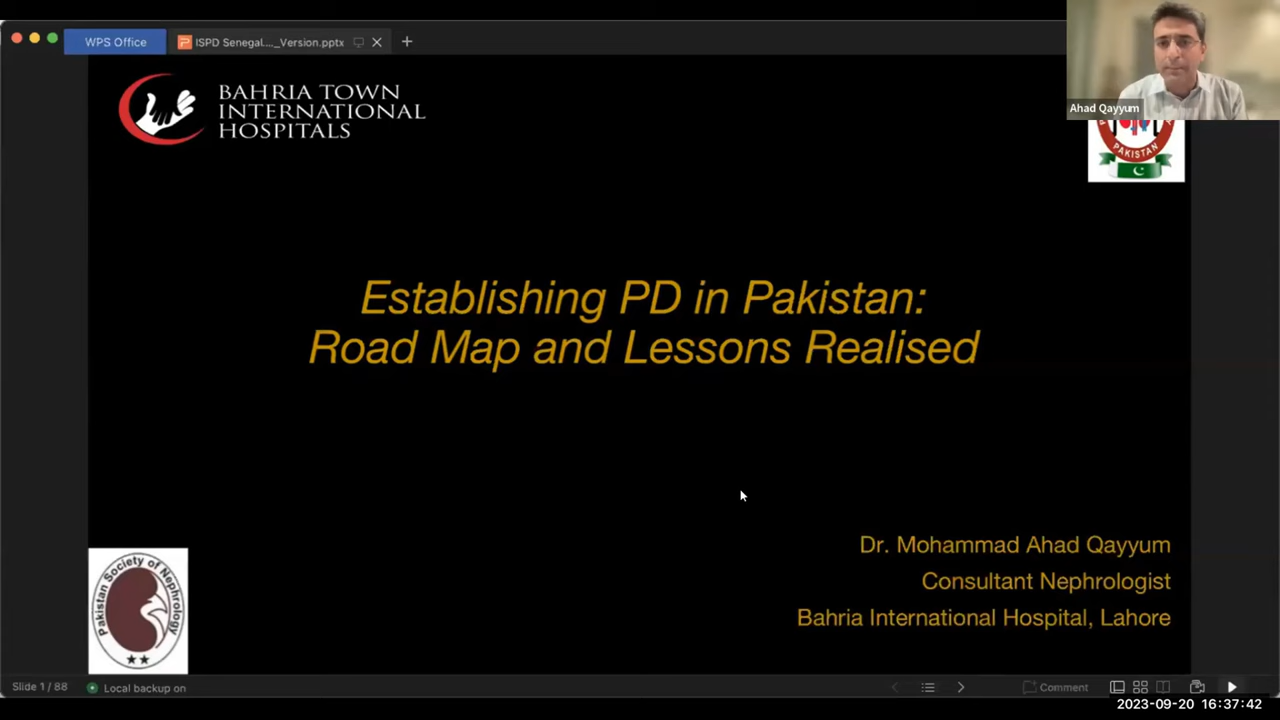 WPS Office
ISPD Senegal...._Version.pptx
Ahad Qayyum
BAHRIA TOWN
INTERNATIONAL
HOSPITALS
PAKISTAN
Establishing PD in Pakistan:
Road Map and Lessons Realised
Dr. Mohammad Ahad Qayyum
Consultant Nephrologist
Bahria International Hospital, Lahore
Pakistan Society of Nephrology
Slide 1 / 88
Local backup on
Comment
2023-09-20 16:37:42